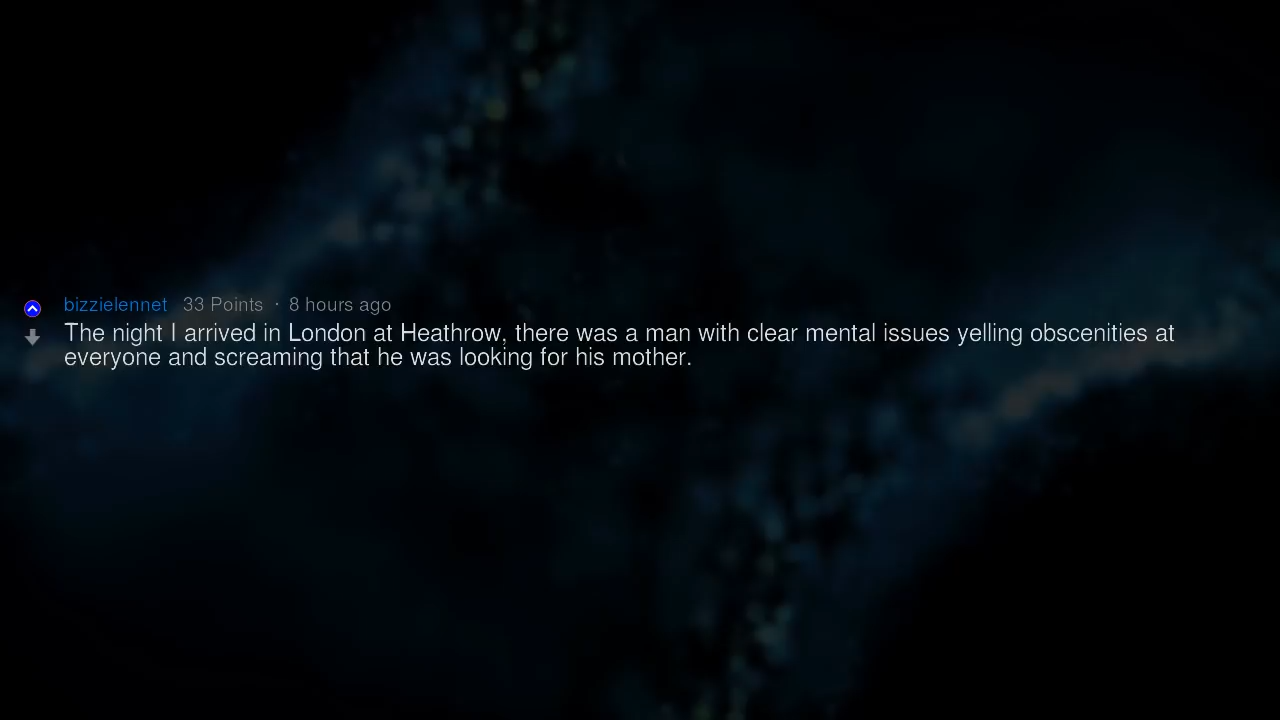 bizzielennet 33 Points · 8 hours ago
The night I arrived in London at Heathrow, there was a man with clear mental issues yelling obscenities at
everyone and screaming that he was looking for his mother.